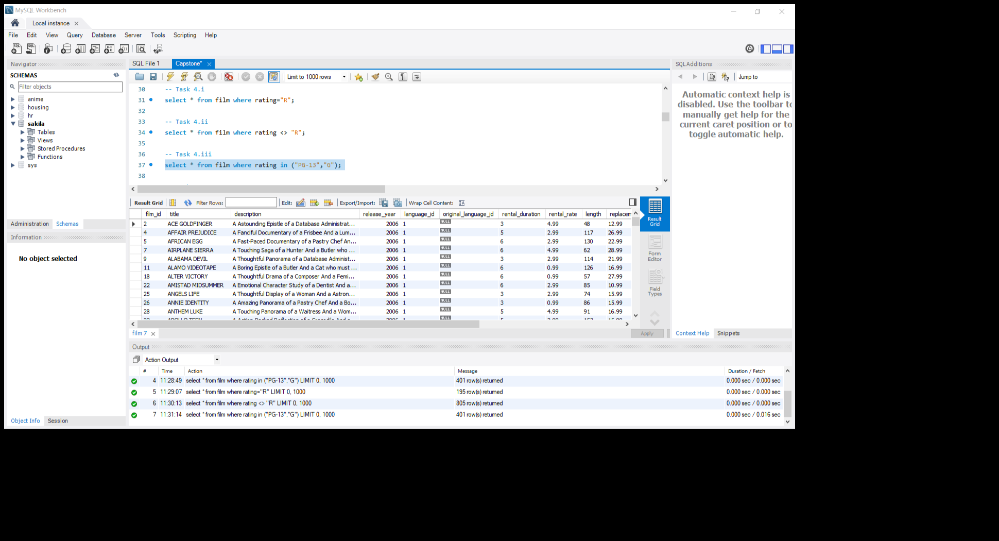 MySQL Workbench
Local instance
File Edit View Query Database Server Tools Scripting Help
Navigator
SCHEMAS
Filter objects
anime
housing
hr
sakila
Tables
Views
Stored Procedures
Functions
sys
Administration Schemas
Information
No object selected
Object Info Session
SQL File 1 Capstone*
Limit to 1000 rows
30 -- Task 4.i
31 select * from film where rating="R";
32
33 -- Task 4.ii
34 select * from film where rating <> "R";
35
36 -- Task 4.iii
37 select * from film where rating in ("PG-13","G");
38
Result Grid Filter Rows: Edit: Export/Import: Wrap Cell Content:
film_id title description release_year language_id original_language_id rental_duration rental_rate length replacem
2 ACE GOLDFINGER A Astounding Epistle of a Database Administrat... 2006 1 NULL 3 4.99 48 12.99
4 AFFAIR PREJUDICE A Fanciful Documentary of a Frisbee And a Lum... 2006 1 NULL 5 2.99 117 26.99
5 AFRICAN EGG A Fast-Paced Documentary of a Pastry Chef An... 2006 1 NULL 6 2.99 130 22.99
7 AIRPLANE SIERRA A Touching Saga of a Hunter And a Butler who ... 2006 1 NULL 6 4.99 62 28.99
9 ALABAMA DEVIL A Thoughtful Panorama of a Database Administ... 2006 1 NULL 3 2.99 114 21.99
11 ALAMO VIDEOTAPE A Boring Epistle of a Butler And a Cat who must ... 2006 1 NULL 6 0.99 126 16.99
18 ALTER VICTORY A Thoughtful Drama of a Composer And a Femi... 2006 1 NULL 6 0.99 57 27.99
22 AMISTAD MIDSUMMER A Emotional Character Study of a Dentist And a... 2006 1 NULL 6 2.99 85 10.99
25 ANGELS LIFE A Thoughtful Display of a Woman And a Astron... 2006 1 NULL 3 2.99 74 15.99
26 ANNIE IDENTITY A Amazing Panorama of a Pastry Chef And a Bo... 2006 1 NULL 3 0.99 86 15.99
28 ANTHEM LUKE A Touching Panorama of a Waitress And a Wom... 2006 1 NULL 5 4.99 91 16.99
Result Grid
Form Editor
Field Types
film 7
Apply
Output
Action Output
# Time Action Message Duration / Fetch
4 11:28:49 select * from film where rating in ("PG-13","G") LIMIT 0, 1000 401 row(s) returned 0.000 sec / 0.000 sec
5 11:29:07 select * from film where rating="R" LIMIT 0, 1000 195 row(s) returned 0.000 sec / 0.000 sec
6 11:30:13 select * from film where rating <> "R" LIMIT 0, 1000 805 row(s) returned 0.000 sec / 0.000 sec
7 11:31:14 select * from film where rating in ("PG-13","G") LIMIT 0, 1000 401 row(s) returned 0.000 sec / 0.016 sec
SQLAdditions
Jump to
Automatic context help is
disabled. Use the toolbar to
manually get help for the
current caret position or to
toggle automatic help.
Context Help Snippets